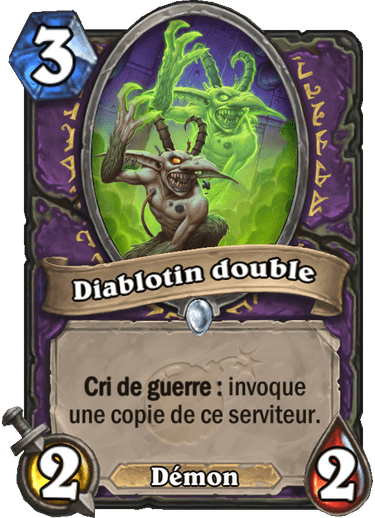 3
Diablotin double
Cri de guerre : invoque
une copie de ce serviteur.
2
Démon
2